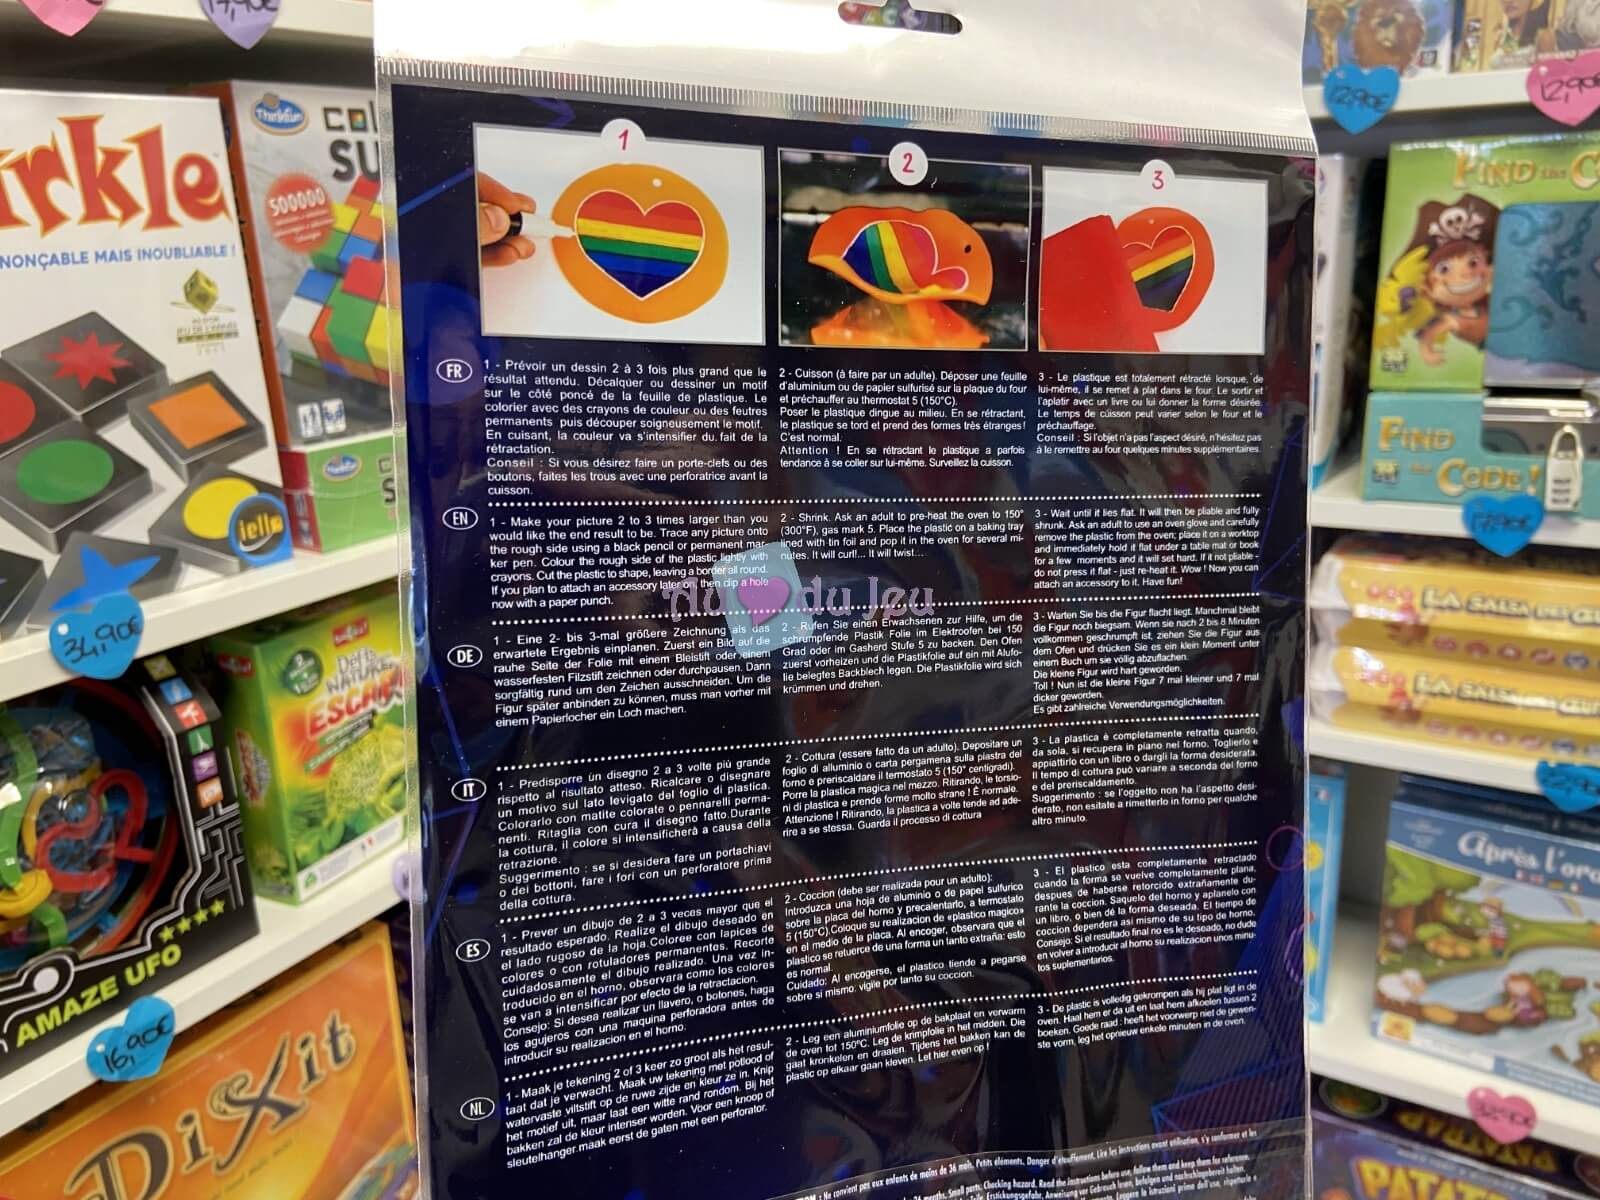 1
2
3
FR
1 - Prévoir un dessin 2 à 3 fois plus grand que le
résultat attendu. Décalquer ou dessiner un motif
sur le côté poncé de la feuille de plastique. Le
colorier avec des crayons de couleur ou des feutres
permanents puis découper soigneusement le motif.
En cuisant, la couleur va s'intensifier du fait de la
rétractation.
Conseil : Si vous désirez faire un porte-clefs ou des
boutons, faites les trous avec une perforatrice avant la
cuisson.
2 - Cuisson (à faire par un adulte). Déposer une feuille
d'aluminium ou de papier sulfurisé sur la plaque du four
et préchauffer au thermostat 5 (150°C).
Poser le plastique dingue au milieu. En se rétractant,
le plastique se tord et prend des formes très étranges !
C'est normal.
Attention ! En se rétractant le plastique a parfois
tendance à se coller sur lui-même. Surveillez la cuisson.
3 - Le plastique est totalement rétracté lorsque, de
lui-même, il se remet à plat dans le four. Le sortir et
l'aplatir avec un livre ou lui donner la forme désirée.
Le temps de cuisson peut varier selon le four et le
préchauffage.
Conseil : Si l'objet n'a pas l'aspect désiré, n'hésitez pas
à le remettre au four quelques minutes supplémentaires.
EN
1 - Make your picture 2 to 3 times larger than you
would like the end result to be. Trace any picture onto
the rough side using a black pencil or permanent mar-
ker pen. Colour the rough side of the plastic lightly with
crayons. Cut the plastic to shape, leaving a border all round.
If you plan to attach an accessory later on, then clip a hole
now with a paper punch.
2 - Shrink. Ask an adult to pre-heat the oven to 150°
(300°F), gas mark 5. Place the plastic on a baking tray
lined with tin foil and pop it in the oven for several mi-
nutes. It will curl!... It will twist...
3 - Wait until it lies flat. It will then be pliable and fully
shrunk. Ask an adult to use an oven glove and carefully
remove the plastic from the oven; place it on a worktop
and immediately hold it flat under a table mat or book
for a few moments and it will set hard. If it not pliable -
do not press it flat - just re-heat it. Wow ! Now you can
attach an accessory to it. Have fun!
Au du Jeu
DE
1 - Eine 2- bis 3-mal größere Zeichnung als das
erwartete Ergebnis einplanen. Zuerst ein Bild auf die
rauhe Seite der Folie mit einem Bleistift oder einem
wasserfesten Filzstift zeichnen oder durchpausen. Dann
sorgfältig rund um den Zeichen ausschneiden. Um die
Figur später anbinden zu können, muss man vorher mit
einem Papierlocher ein Loch machen.
2 - Rufen Sie einen Erwachsenen zur Hilfe, um die
schrumpfende Plastik Folie im Elektroofen bei 150
Grad oder im Gasherd Stufe 5 zu backen. Den Ofen
zuerst vorheizen und die Plastikfolie auf ein mit Alufo-
lie belegtes Backblech legen. Die Plastikfolie wird sich
krümmen und drehen.
3 - Warten Sie bis die Figur flacht liegt. Manchmal bleibt
die Figur noch biegsam. Wenn sie nach 2 bis 8 Minuten
vollkommen geschrumpft ist, ziehen Sie die Figur aus
dem Ofen und drücken Sie es ein klein Moment unter
einem Buch um sie völlig abzuflachen.
Die kleine Figur wird hart geworden.
Toll ! Nun ist die kleine Figur 7 mal kleiner und 7 mal
dicker geworden.
Es gibt zahlreiche Verwendungsmöglichkeiten.
IT
1 - Predisporre un disegno 2 a 3 volte più grande
rispetto al risultato atteso. Ricalcare o disegnare
un motivo sul lato levigato del foglio di plastica.
Colorarlo con matite colorate o pennarelli perma-
nenti. Ritaglia con cura il disegno fatto.Durante
la cottura, il colore si intensificherà a causa della
retrazione.
Suggerimento : se si desidera fare un portachiavi
o dei bottoni, fare i fori con un perforatore prima
della cottura.
2 - Coltura (essere fatto da un adulto). Depositare un
foglio di alluminio o carta pergamena sulla piastra del
forno e preriscaldare il termostato 5 (150° centigradi).
Porre la plastica magica nel mezzo. Ritirando, le torsio-
ni di plastica e prende forme molto strane ! È normale.
Attenzione ! Ritirando, la plastica a volte tende ad ade-
rire a se stessa. Guarda il processo di cottura
3 - La plastica è completamente retratta quando,
da sola, si recupera in piano nel forno. Toglierlo e
appiattirlo con un libro o dargli la forma desiderata.
Il tempo di cottura può variare a seconda del forno
e del preriscaldamento.
Suggerimento : se l'oggetto non ha l'aspetto desi-
derato, non esitate a rimetterlo in forno per qualche
altro minuto.
ES
1 - Prever un dibujo de 2 a 3 veces mayor que el
resultado esperado. Realize el dibujo deseado en
el lado rugoso de la hoja.Coloree con lapices de
colores o con rotuladores permanentes. Recorte
cuidadosamente el dibujo realizado. Una vez in-
troducido en el horno, observara como los colores
se van a intensificar por efecto de la retractacion.
Consejo: Si desea realizar un llavero, o botones, haga
los agujeros con una maquina perforadora antes de
introducir su realizacion en el horno.
2 - Coccion (debe ser realizada por un adulto):
Introduzca una hoja de aluminio o de papel sulfurico
sobre la placa del horno y precalentarlo, a termostato
5 (150°C).Coloque su realizacion de «plastico magico»
en el medio de la placa. Al encoger, observara que el
plastico se retuerce de una forma un tanto extraña: esto
es normal.
Cuidado: Al encogerse, el plastico tiende a pegarse
sobre si mismo: vigile por tanto su coccion.
3 - El plastico esta completamente retractado
cuando la forma se vuelve completamente plana,
despues de haberse retorcido extrañamente du-
rante la coccion. Saquelo del horno y aplanelo con
un libro, o bien dé la forma deseada. El tiempo de
coccion dependera asi mismo de su tipo de horno.
Consejo: Si el resultado final no es le deseado, no dude
en volver a introducir al horno su realizacion unos minu-
tos suplementarios.
NL
1 - Maak je tekening 2 of 3 keer zo groot als het resul-
taat dat je verwacht. Maak uw tekening met potlood of
watervaste viltstift op de ruwe zijde en kleur ze in. Knip
het motief uit, maar laat een witte rand rondom. Bij het
bakken zal de kleur intenser worden. Voor een knoop of
sleutelhanger maak eerst de gaten met een perforator.
2 - Leg een aluminiumfolie op de bakplaat en verwarm
de oven tot 150°C. Leg de krimpfolie in het midden. Die
gaat kronkelen en draaien. Tijdens het bakken kan de
plastic op elkaar gaan kleven. Let hier even op !
3 - De plastic is volledig gekrompen als hij plat ligt in de
oven. Haal hem er da uit en laat hem afkoelen tussen 2
boeken. Goede raad : heeft het voorwerp niet de gewen-
ste vorm, leg het opnieuw enkele minuten in de oven.
Ne convient pas aux enfants de moins de 36 mois. Petits éléments. Danger d'étouffement. Lire les instructions avant utilisation, s'y conformer et les
Small parts. Choking hazard. Read the instructions before use, follow them and keep them for reference.
17,90€
rkle
NONÇABLE MAIS INOUBLIABLE !
iello
ThinkFun
500000
34,90€
DÉFIS
NATURE
ESCAPE
AMAZE UFO
16,90€
DiXit
12,90€
12,90€
FIND the C
FIND
the CODE!
17,90€
LA SALSA DES
LA SALSA DES
Après l'ora
PATATRAP
PATAT